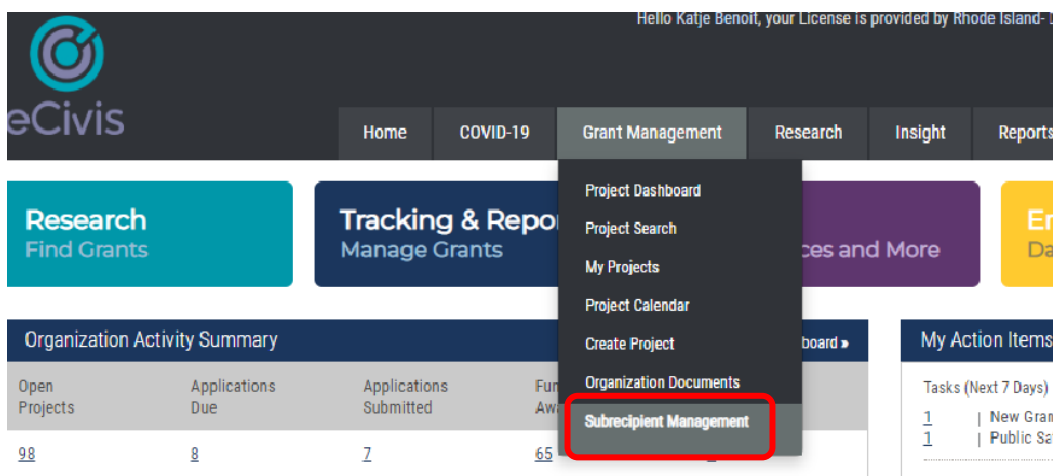 Hello Katje Benoit, your License is provided by Rhode Island-
eCivis
Home COVID-19 Grant Management Research Insight Reports
Project Dashboard
Project Search
My Projects
Project Calendar
Create Project
Organization Documents
Subrecipient Management
Research
Find Grants
Tracking & Repo
Manage Grants
ces and More
Organization Activity Summary
board »
Open Projects
Applications Due
Applications Submitted
98 8 7 65
My Action Items
Tasks (Next 7 Days)
1 | New Gran
1 | Public Sa